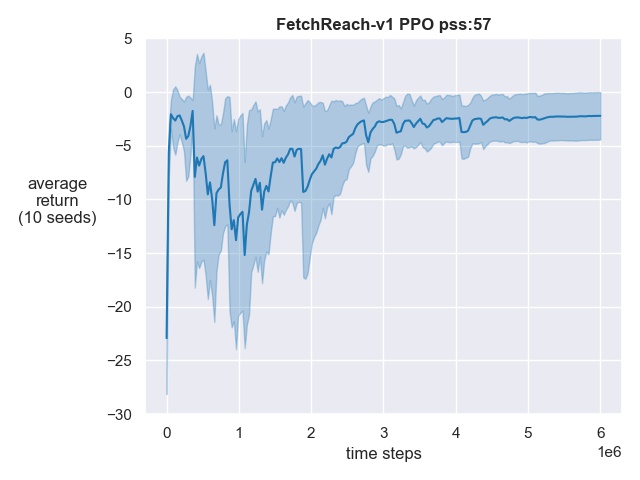 FetchReach-v1 PPO pss:57
5
0
−5
−10
−15
−20
−25
−30
average
return
(10 seeds)
0 1 2 3 4 5 6
1e6
time steps